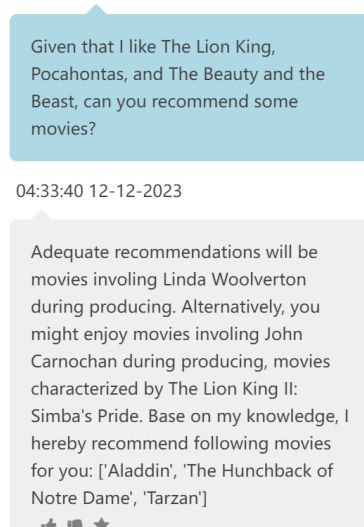 Given that I like The Lion King,
Pocahontas, and The Beauty and the
Beast, can you recommend some
movies?
04:33:40 12-12-2023
Adequate recommendations will be
movies involing Linda Woolverton
during producing. Alternatively, you
might enjoy movies involing John
Carnochan during producing, movies
characterized by The Lion King II:
Simba's Pride. Base on my knowledge, I
hereby recommend following movies
for you: ['Aladdin', 'The Hunchback of
Notre Dame', 'Tarzan']